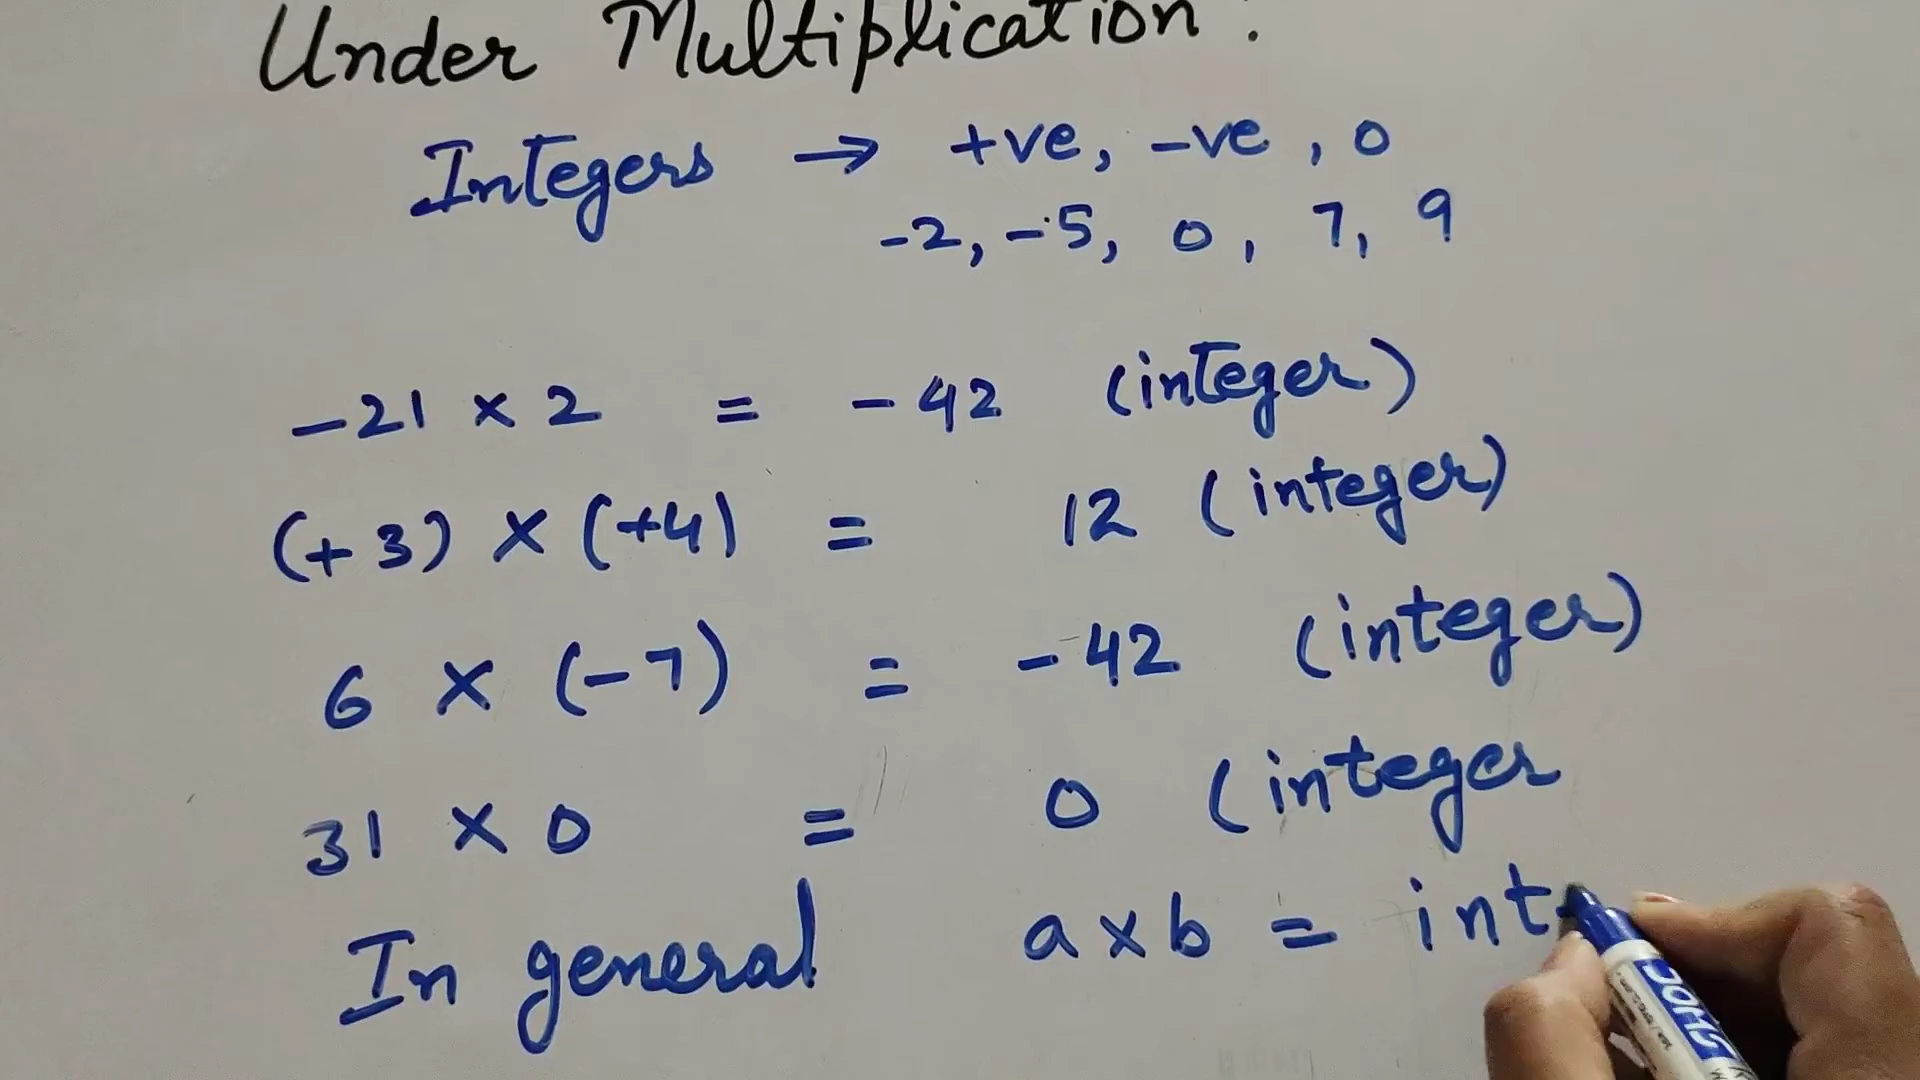 Under Multiplication :
Integers → +ve, -ve, 0
-2, -5, 0, 7, 9
-21 × 2 = -42 (integer)
(+3) × (+4) = 12 (integer)
6 × (-7) = -42 (integer)
31 × 0 = 0 (integer
In general a × b = int
DOMS